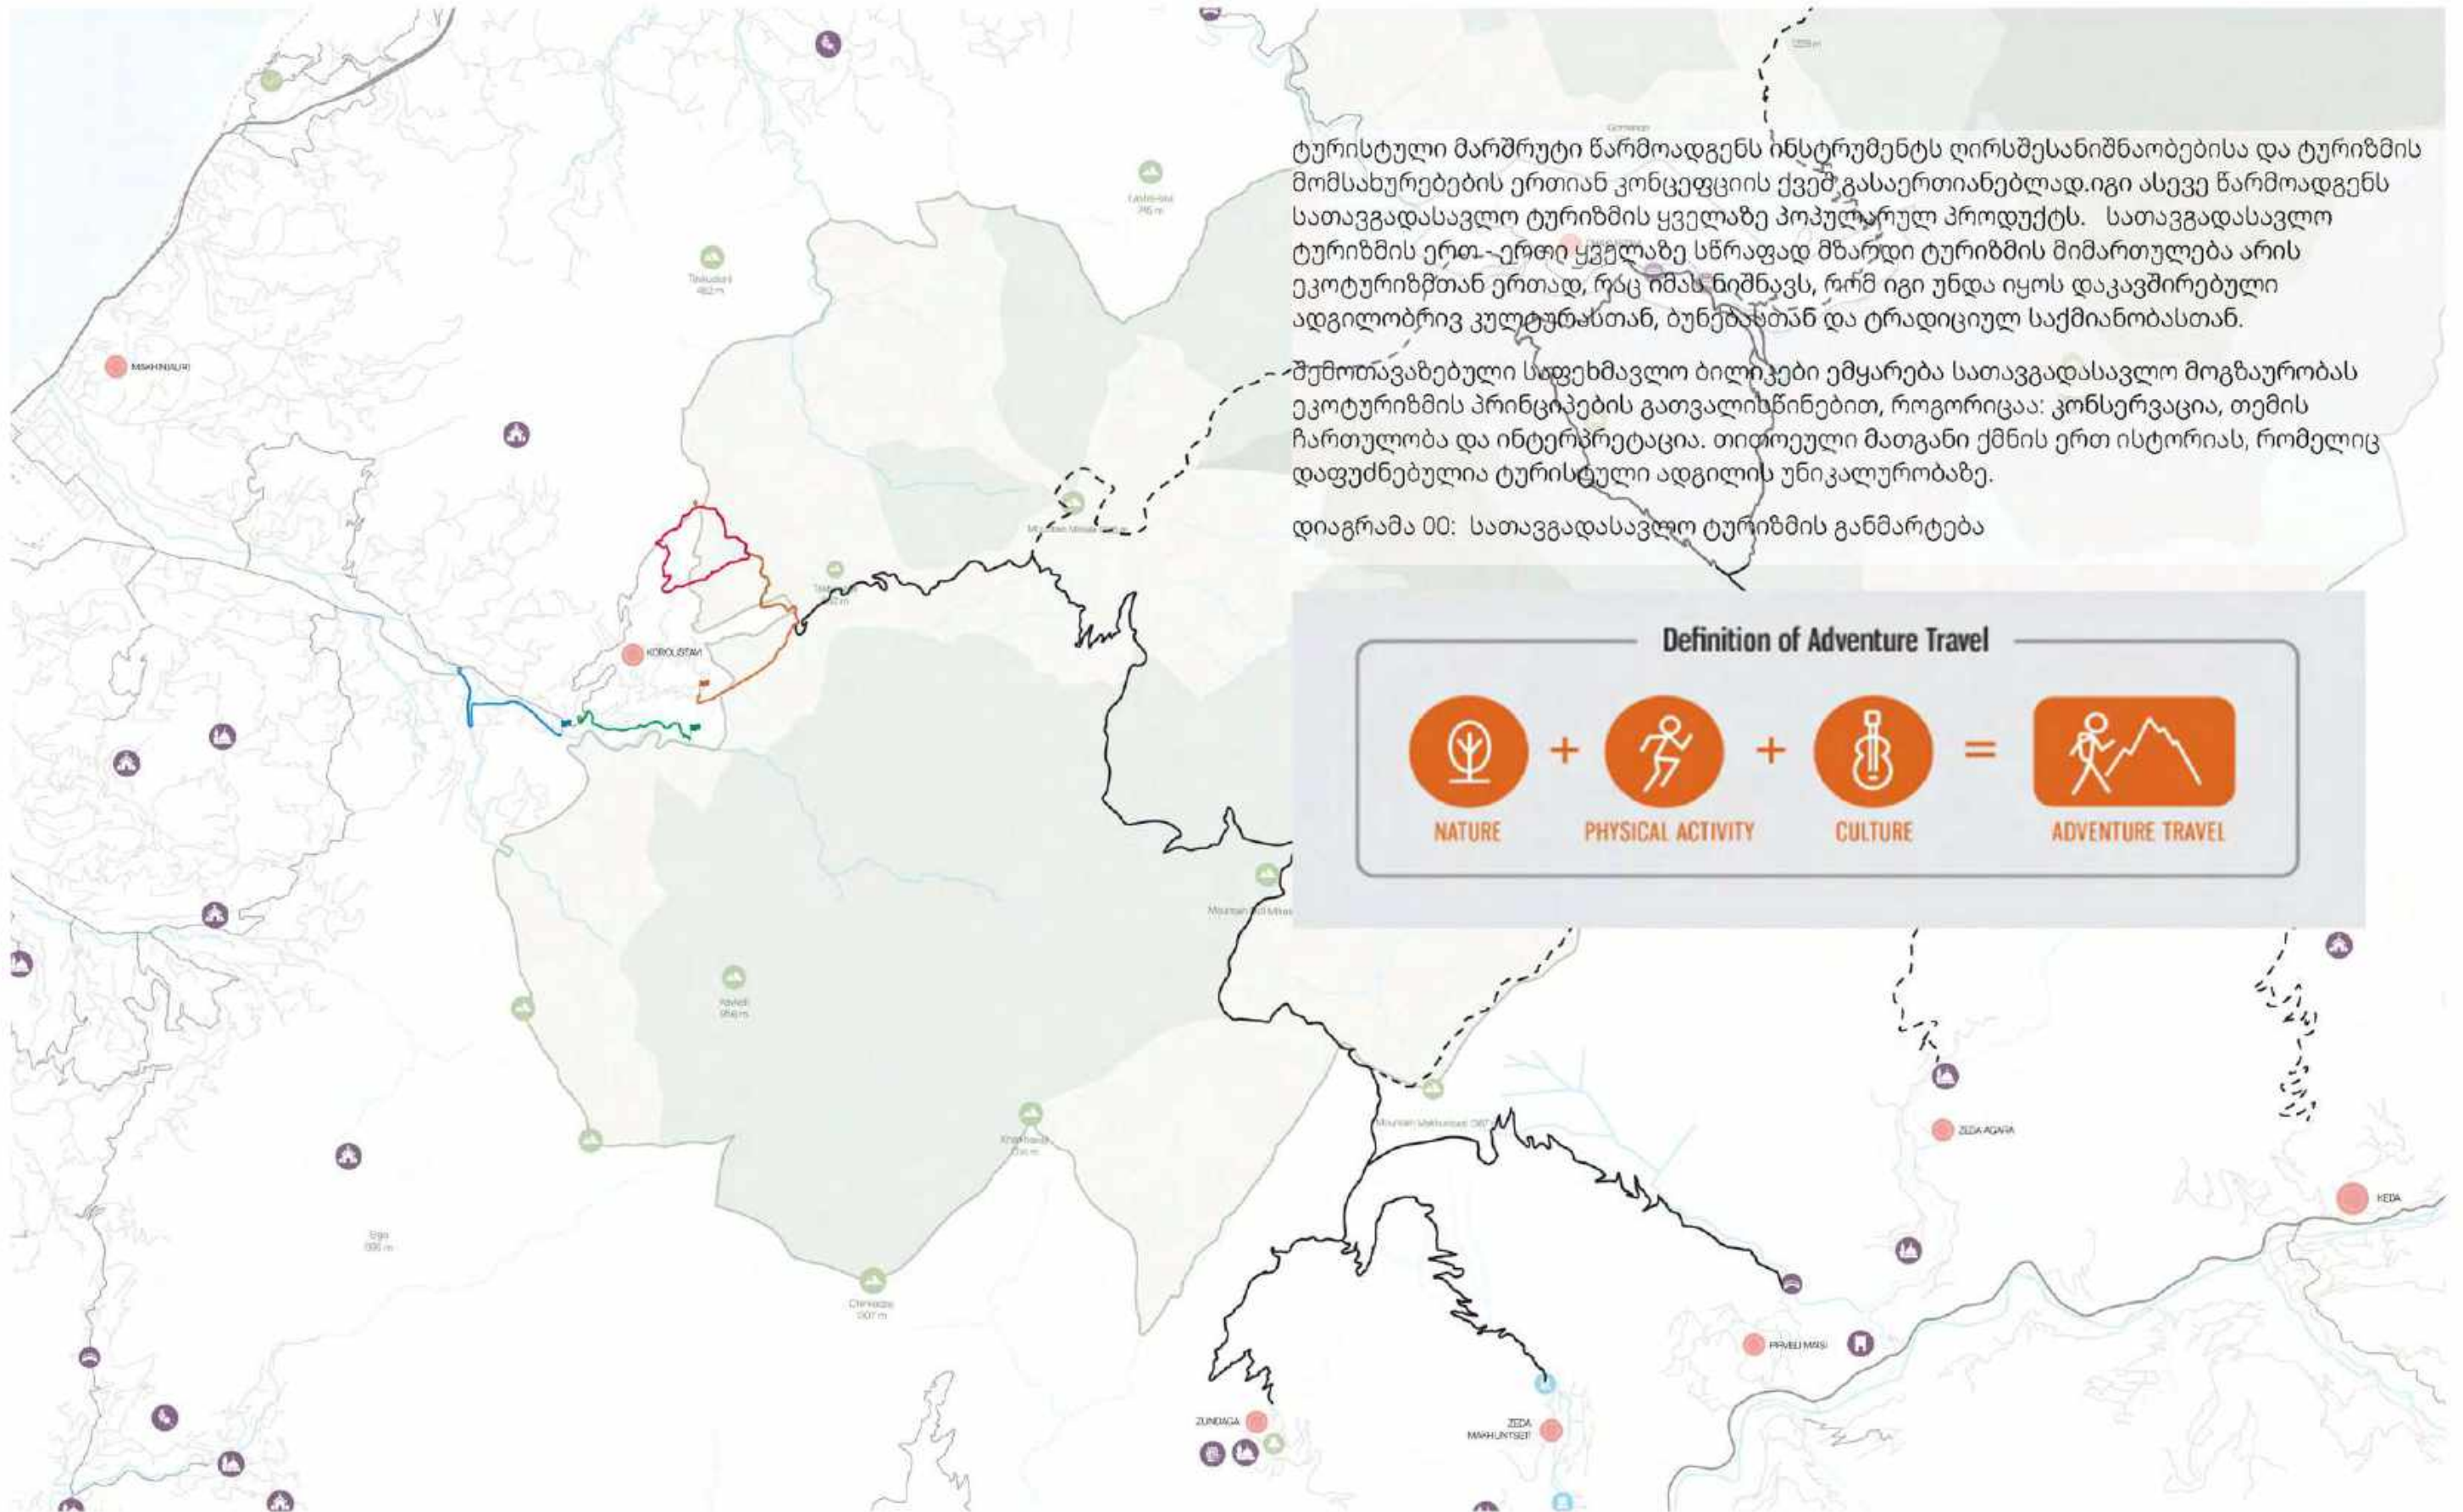 ტურისტული მარშრუტი წარმოადგენს ინსტრუმენტს ღირსშესანიშნაობებისა და ტურიზმის
მომსახურებების ერთიან კონცეფციის ქვეშ გასაერთიანებლად.იგი ასევე წარმოადგენს
სათავგადასავლო ტურიზმის ყველაზე პოპულარულ პროდუქტს. სათავგადასავლო
ტურიზმის ერთ - ერთი ყველაზე სწრაფად მზარდი ტურიზმის მიმართულება არის
ეკოტურიზმთან ერთად, რაც იმას ნიშნავს, რომ იგი უნდა იყოს დაკავშირებული
ადგილობრივ კულტურასთან, ბუნებასთან და ტრადიციულ საქმიანობასთან.
შემოთავაზებული საფეხმავლო ბილიკები ემყარება სათავგადასავლო მოგზაურობას
ეკოტურიზმის პრინციპების გათვალისწინებით, როგორიცაა: კონსერვაცია, თემის
ჩართულობა და ინტერპრეტაცია. თითოეული მათგანი ქმნის ერთ ისტორიას, რომელიც
დაფუძნებულია ტურისტული ადგილის უნიკალურობაზე.
დიაგრამა 00: სათავგადასავლო ტურიზმის განმარტება
Definition of Adventure Travel
NATURE + PHYSICAL ACTIVITY + CULTURE = ADVENTURE TRAVEL
MAKHINJAURI
KOROLISTAVI
ZEDA AGARA
KEDA
PIRVELI MAISI
ZUNDAGA
ZEDA
MAKHUNTSETI
1307 m